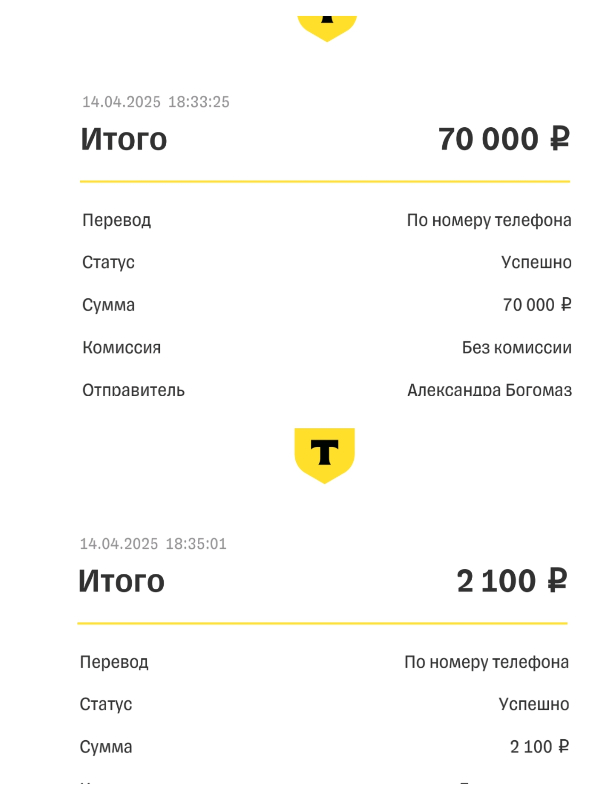 14.04.2025 18:33:25
Итого 70 000 ₽
Перевод По номеру телефона
Статус Успешно
Сумма 70 000 ₽
Комиссия Без комиссии
Отправитель Александра Богомаз
Т
14.04.2025 18:35:01
Итого 2 100 ₽
Перевод По номеру телефона
Статус Успешно
Сумма 2 100 ₽